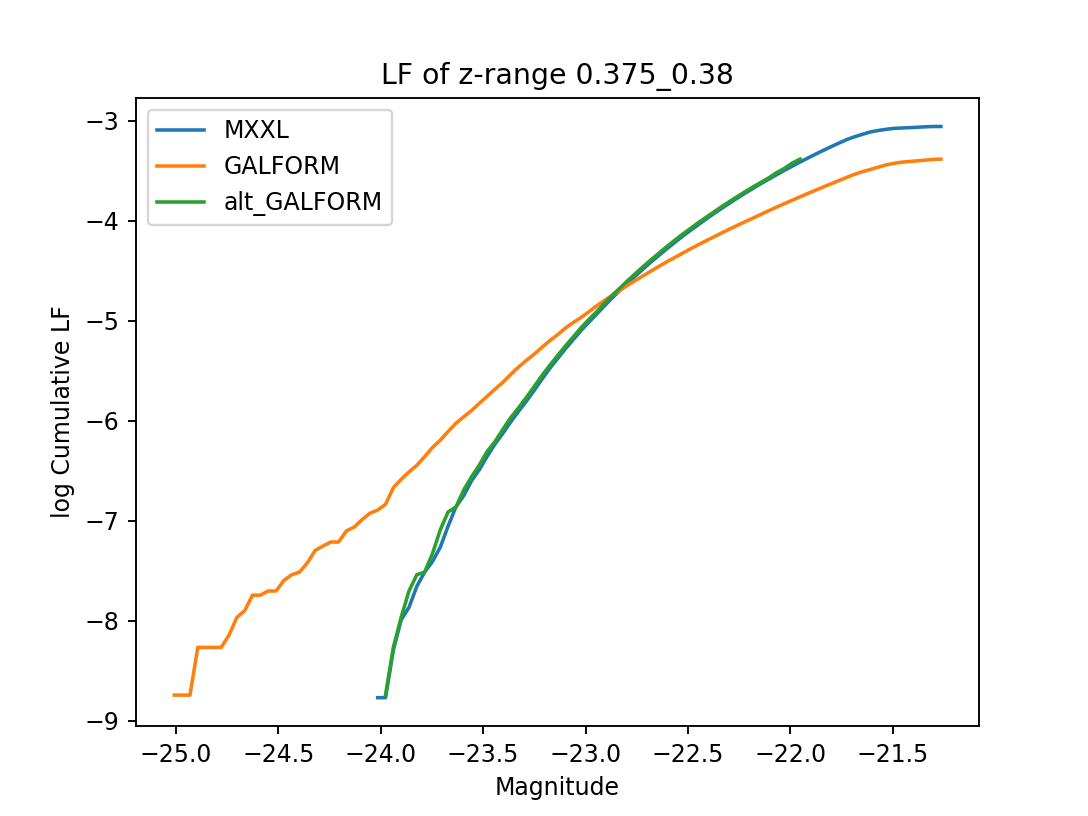 LF of z-range 0.375_0.38
MXXL
GALFORM
alt_GALFORM
log Cumulative LF
−3
−4
−5
−6
−7
−8
−9
−25.0 −24.5 −24.0 −23.5 −23.0 −22.5 −22.0 −21.5
Magnitude